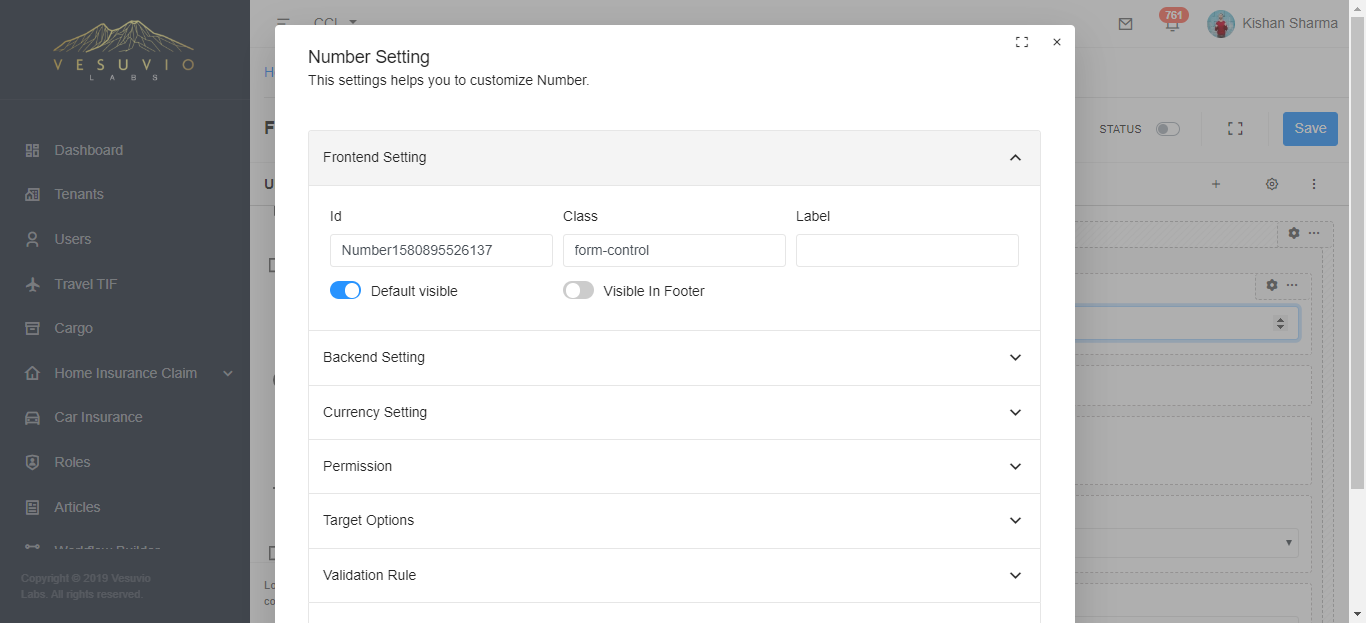 VESUVIO
LABS
Dashboard
Tenants
Users
Travel TIF
Cargo
Home Insurance Claim
Car Insurance
Roles
Articles
Workflow Builder
Copyright © 2019 Vesuvio
Labs. All rights reserved.
CCL
761
Kishan Sharma
STATUS
Save
Number Setting
This settings helps you to customize Number.
Frontend Setting
Id Class Label
Number1580895526137 form-control
Default visible Visible In Footer
Backend Setting
Currency Setting
Permission
Target Options
Validation Rule